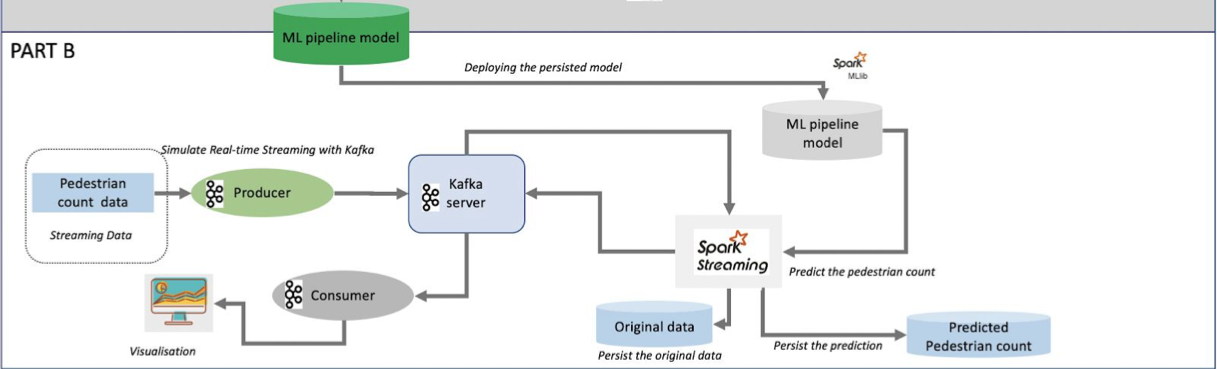 ML pipeline model
PART B
Deploying the persisted model
Spark
MLlib
ML pipeline
model
Simulate Real-time Streaming with Kafka
Pedestrian
count data
Producer
Kafka
server
Streaming Data
Spark
Streaming
Predict the pedestrian count
Consumer
Original data
Predicted
Pedestrian count
Visualisation
Persist the original data
Persist the prediction